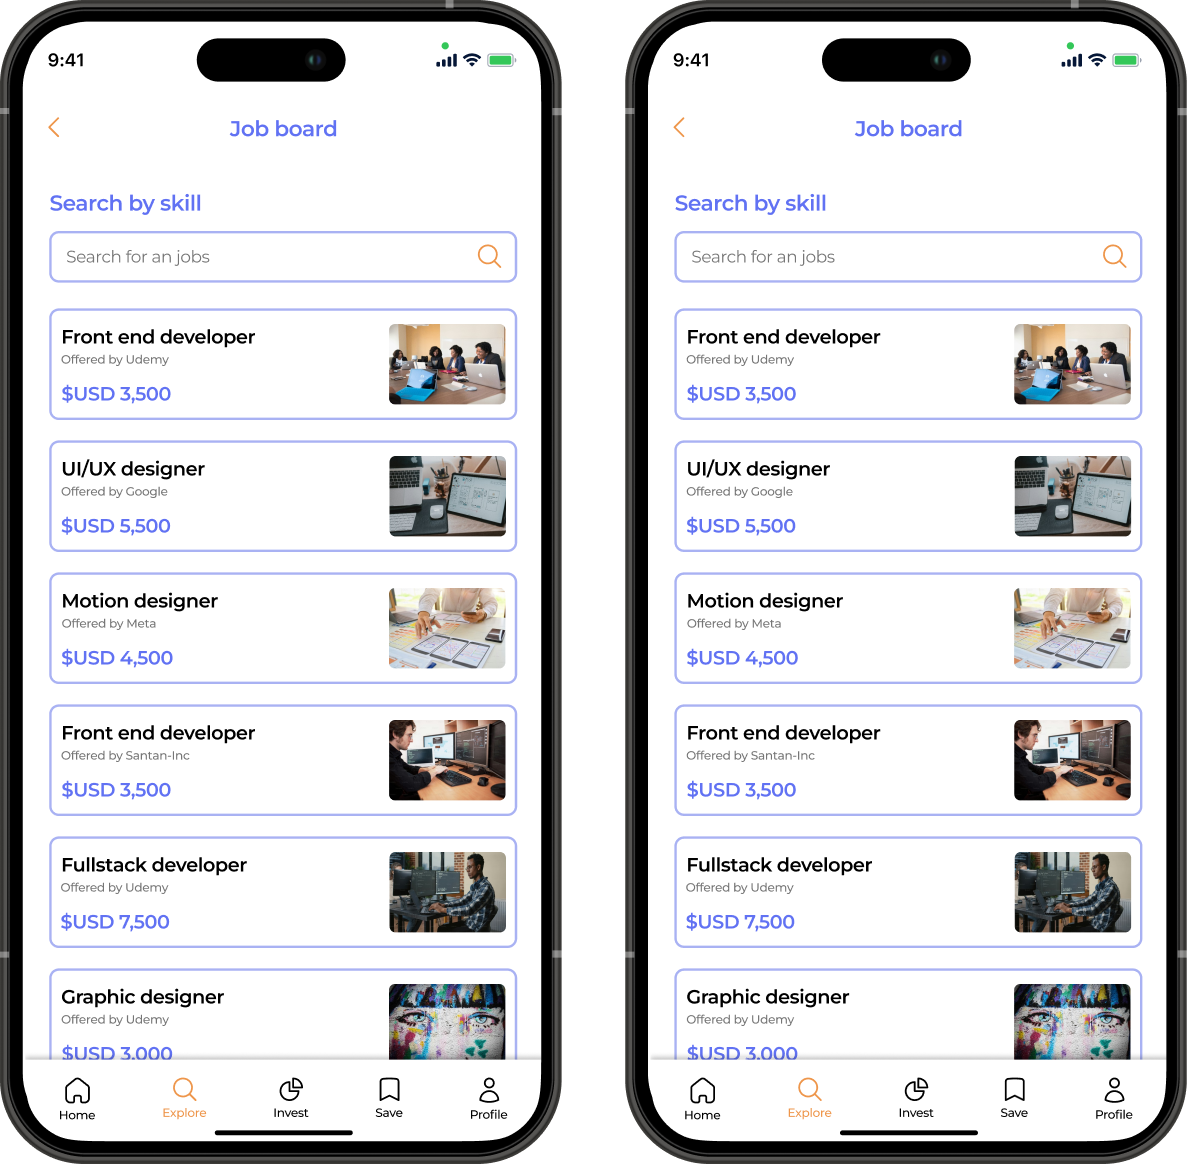 9:41
Job board
Search by skill
Search for an jobs
Front end developer
Offered by Udemy
$USD 3,500
UI/UX designer
Offered by Google
$USD 5,500
Motion designer
Offered by Meta
$USD 4,500
Front end developer
Offered by Santan-Inc
$USD 3,500
Fullstack developer
Offered by Udemy
$USD 7,500
Graphic designer
Offered by Udemy
$USD 3,000
Home
Explore
Invest
Save
Profile
9:41
Job board
Search by skill
Search for an jobs
Front end developer
Offered by Udemy
$USD 3,500
UI/UX designer
Offered by Google
$USD 5,500
Motion designer
Offered by Meta
$USD 4,500
Front end developer
Offered by Santan-Inc
$USD 3,500
Fullstack developer
Offered by Udemy
$USD 7,500
Graphic designer
Offered by Udemy
$USD 3,000
Home
Explore
Invest
Save
Profile